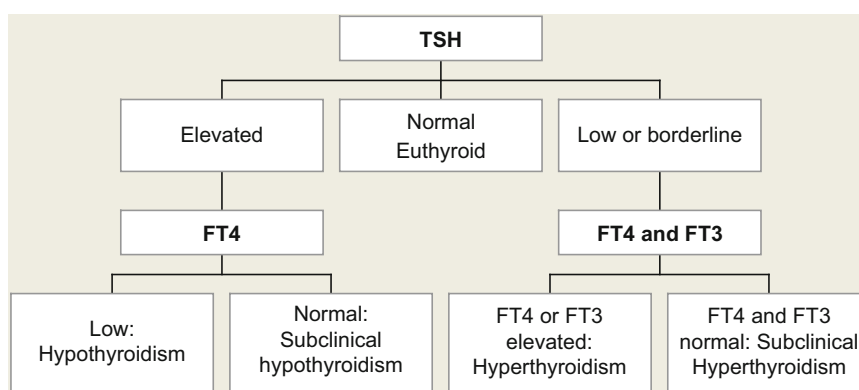 TSH
Elevated
Normal
Euthyroid
Low or borderline
FT4
FT4 and FT3
Low:
Hypothyroidism
Normal:
Subclinical
hypothyroidism
FT4 or FT3
elevated:
Hyperthyroidism
FT4 and FT3
normal: Subclinical
Hyperthyroidism